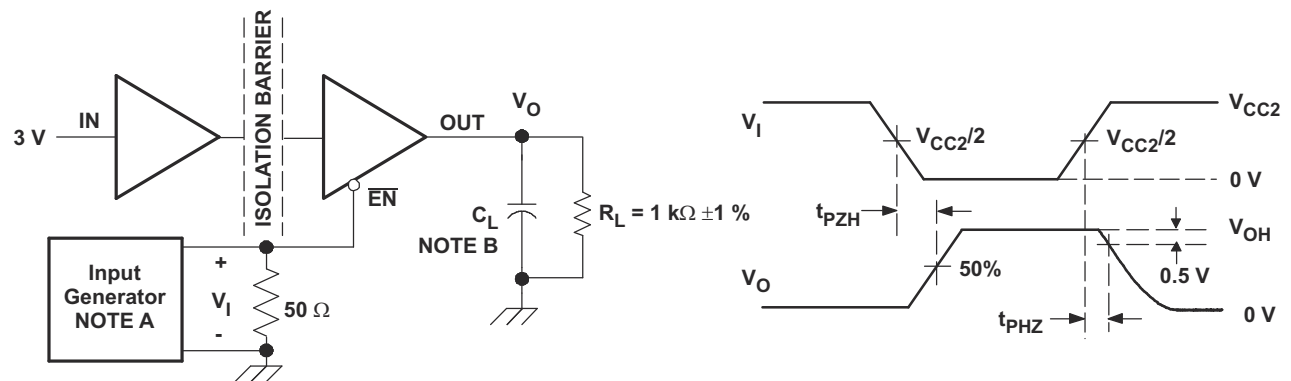 ISOLATION BARRIER
3 V
IN
OUT
V_O
EN
C_L
NOTE B
R_L = 1 kΩ ±1 %
Input
Generator
NOTE A
+
V_I
-
50 Ω
V_I
V_CC2/2
V_CC2/2
V_CC2
0 V
t_PZH
V_O
50%
V_OH
0.5 V
t_PHZ
0 V